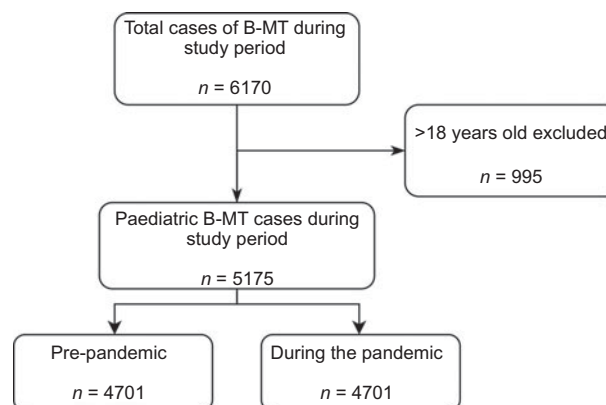 Total cases of B-MT during
study period
n = 6170
>18 years old excluded
n = 995
Paediatric B-MT cases during
study period
n = 5175
Pre-pandemic
n = 4701
During the pandemic
n = 4701